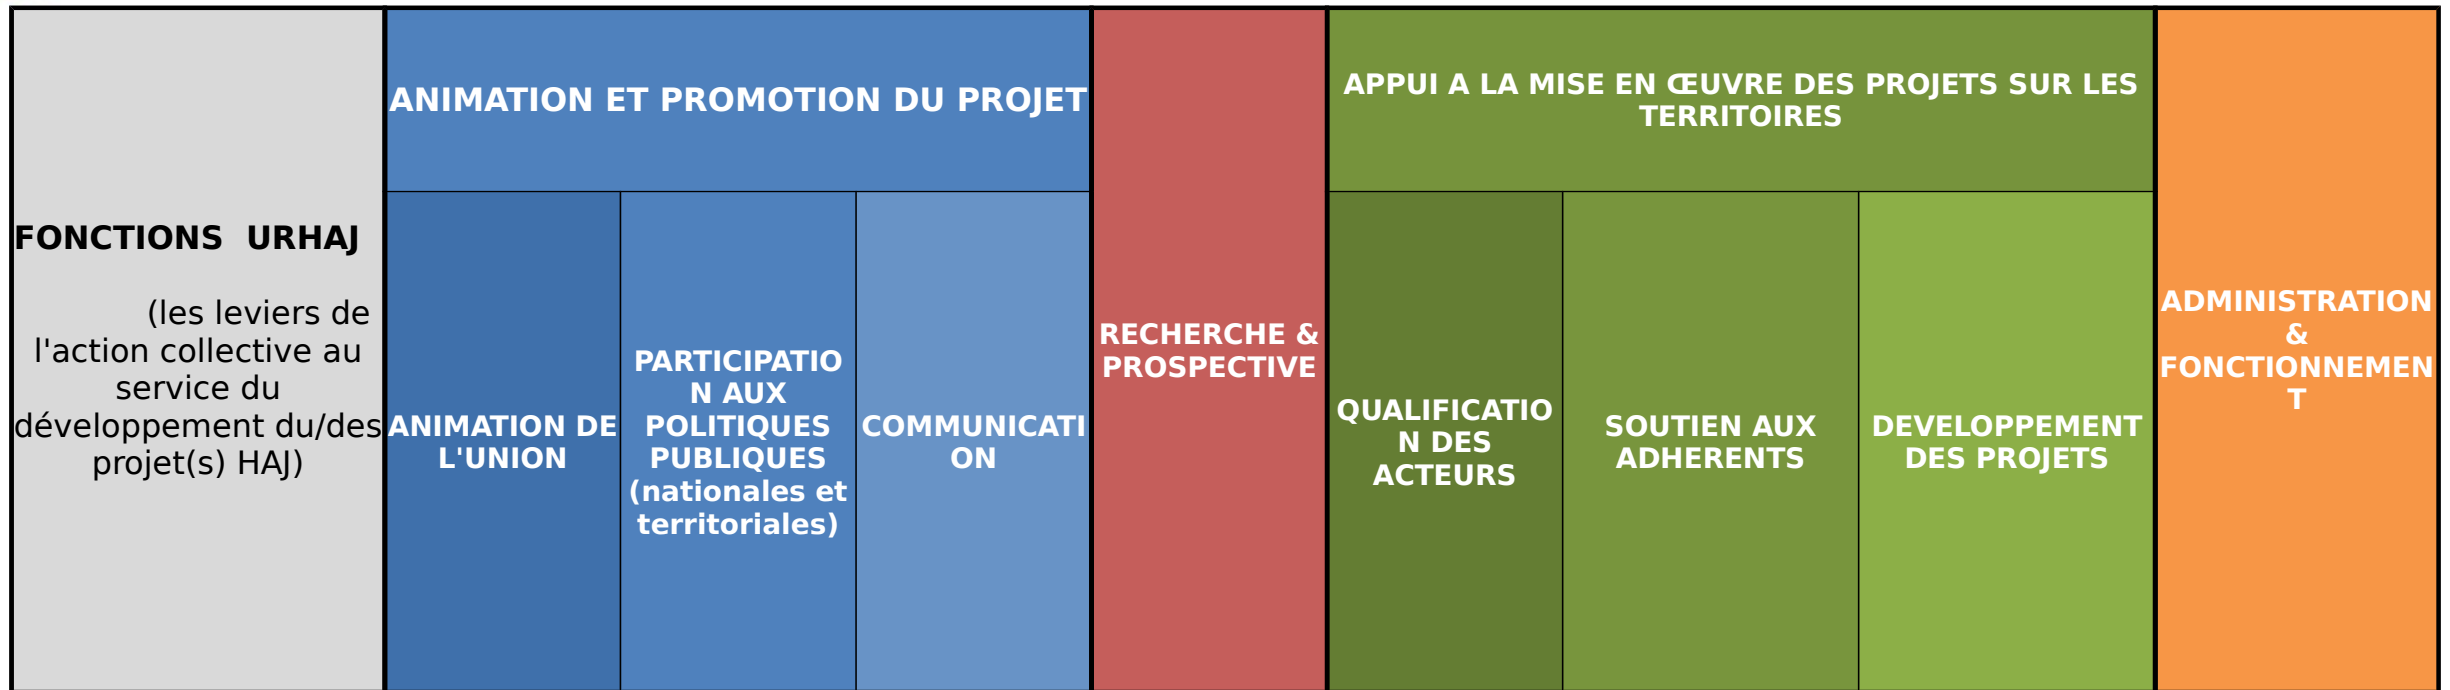 FONCTIONS  URHAJ
(les leviers de
l'action collective au
service du
développement du/des
projet(s) HAJ)
ANIMATION ET PROMOTION DU PROJET
ANIMATION DE
L'UNION
PARTICIPATIO
N AUX
POLITIQUES
PUBLIQUES
(nationales et
territoriales)
COMMUNICATI
ON
RECHERCHE &
PROSPECTIVE
APPUI A LA MISE EN ŒUVRE DES PROJETS SUR LES
TERRITOIRES
QUALIFICATIO
N DES
ACTEURS
SOUTIEN AUX
ADHERENTS
DEVELOPPEMENT
DES PROJETS
ADMINISTRATION
&
FONCTIONNEMEN
T